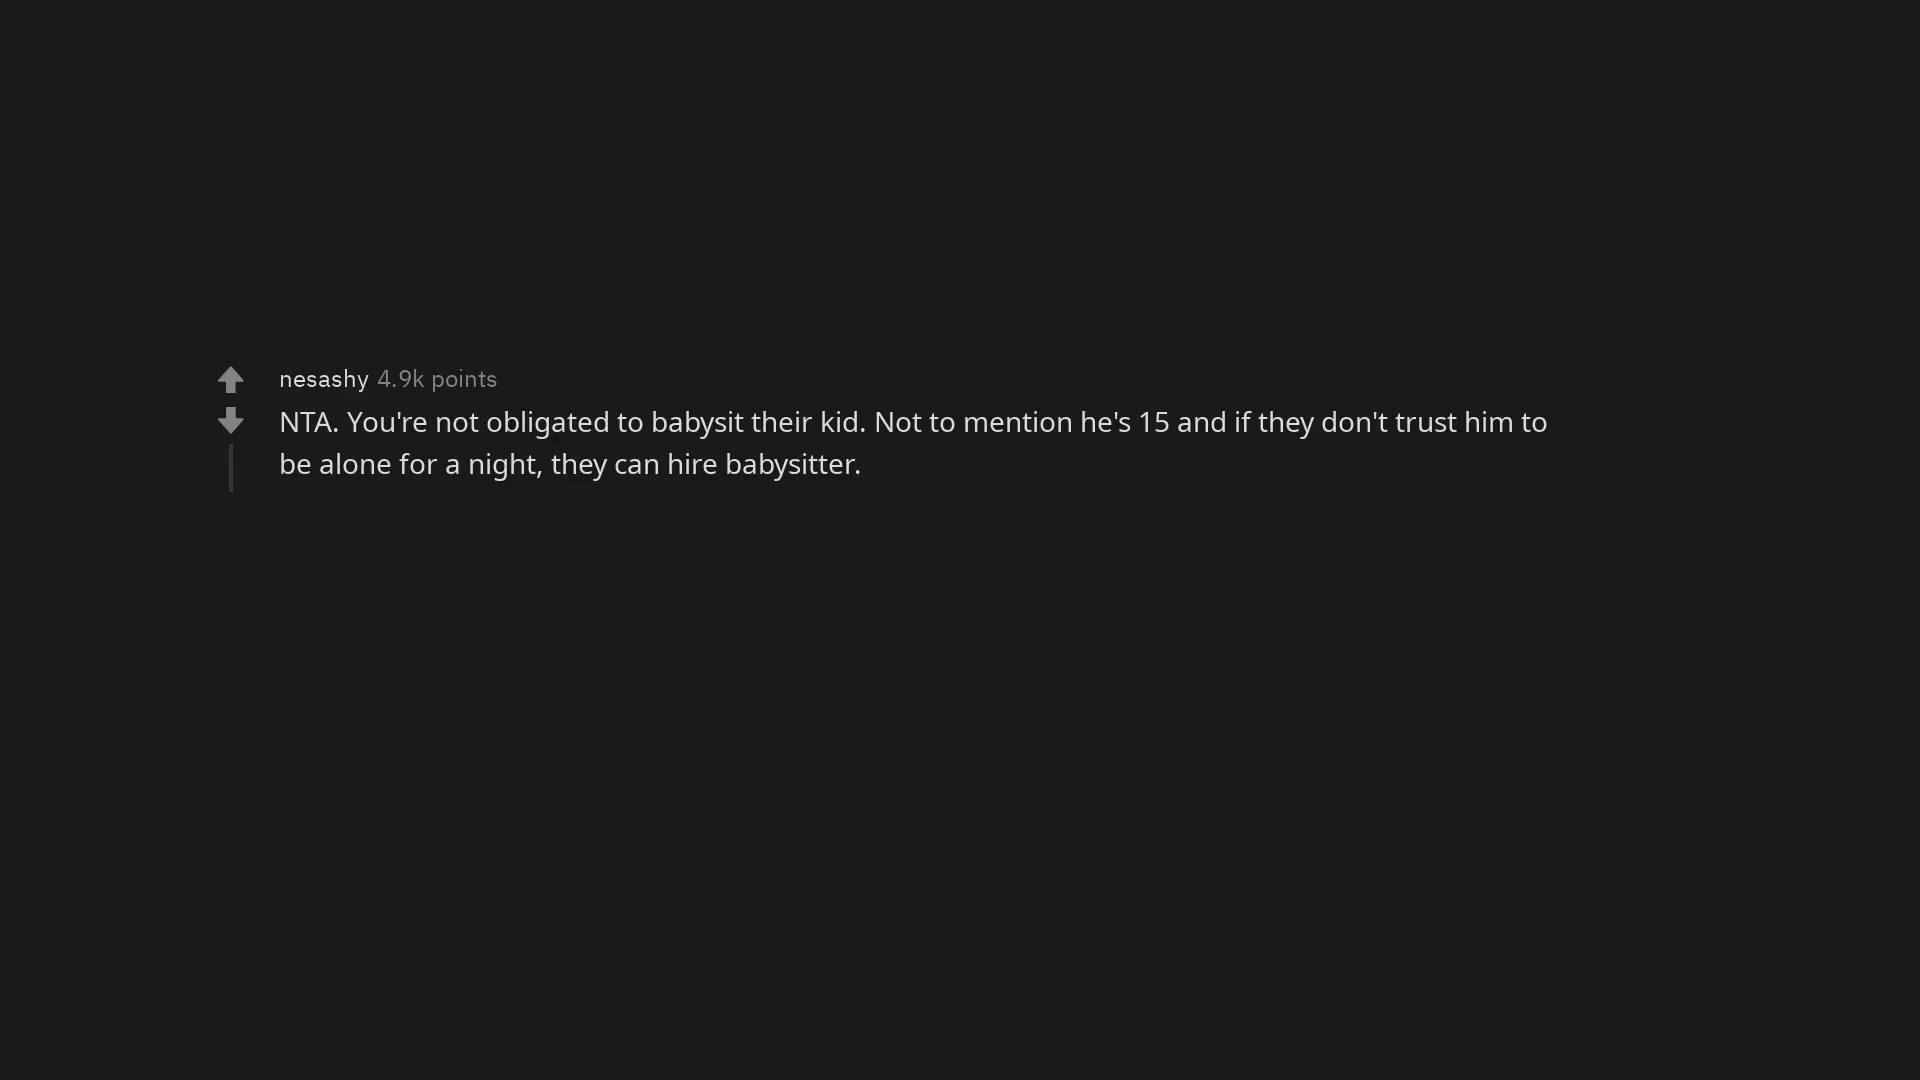 nesashy 4.9k points
NTA. You're not obligated to babysit their kid. Not to mention he's 15 and if they don't trust him to
be alone for a night, they can hire babysitter.